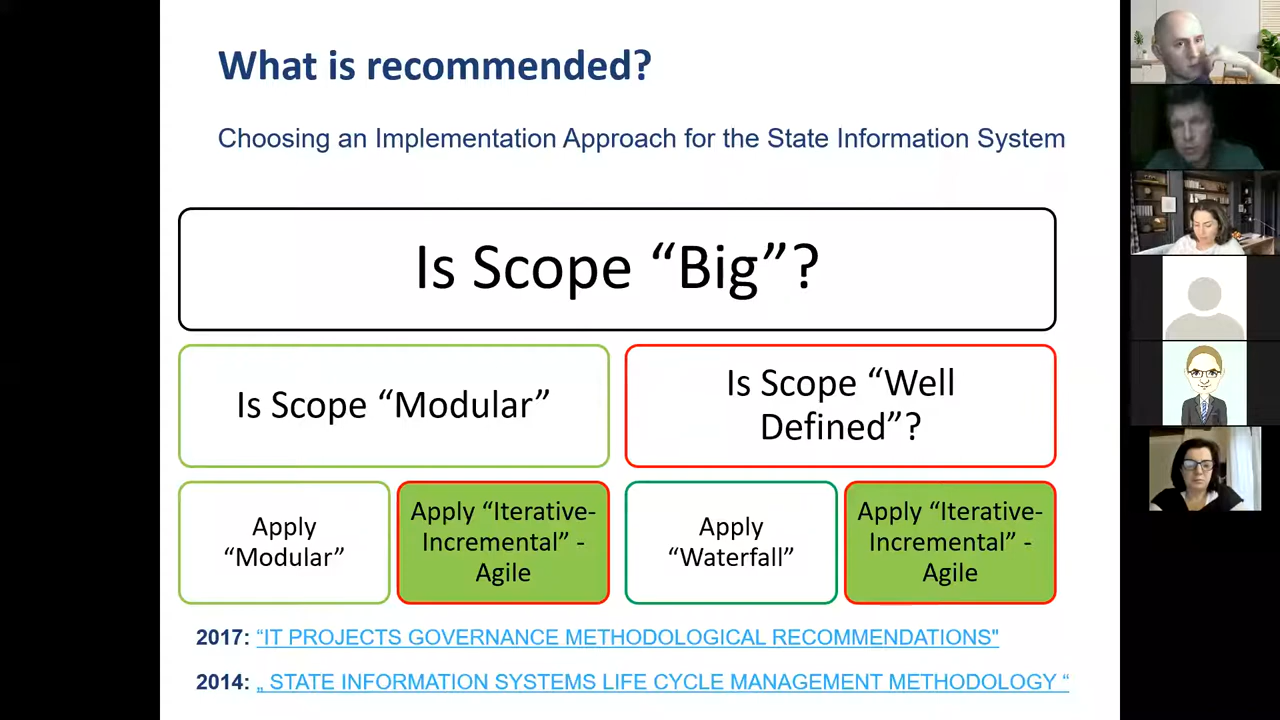 What is recommended?
Choosing an Implementation Approach for the State Information System
Is Scope “Big”?
Is Scope “Modular”
Is Scope “Well
Defined”?
Apply
“Modular”
Apply “Iterative-
Incremental” -
Agile
Apply
“Waterfall”
Apply “Iterative-
Incremental” -
Agile
2017: “IT PROJECTS GOVERNANCE METHODOLOGICAL RECOMMENDATIONS"
2014: „ STATE INFORMATION SYSTEMS LIFE CYCLE MANAGEMENT METHODOLOGY “